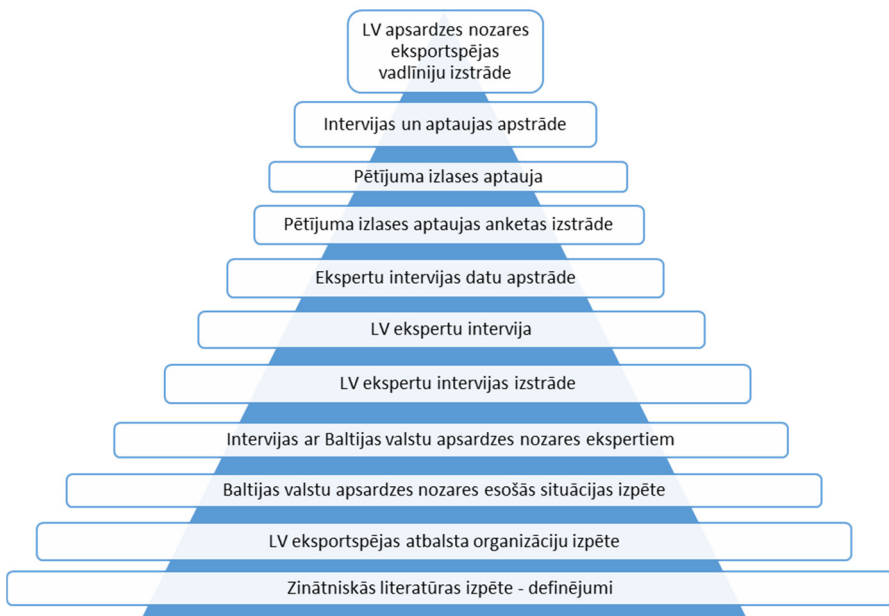 LV apsardzes nozares
eksportspējas
vadlīniju izstrāde
Intervijas un aptaujas apstrāde
Pētījuma izlases aptauja
Pētījuma izlases aptaujas anketas izstrāde
Ekspertu intervijas datu apstrāde
LV ekspertu intervija
LV ekspertu intervijas izstrāde
Intervijas ar Baltijas valstu apsardzes nozares ekspertiem
Baltijas valstu apsardzes nozares esošās situācijas izpēte
LV eksportspējas atbalsta organizāciju izpēte
Zinātniskās literatūras izpēte - definējumi